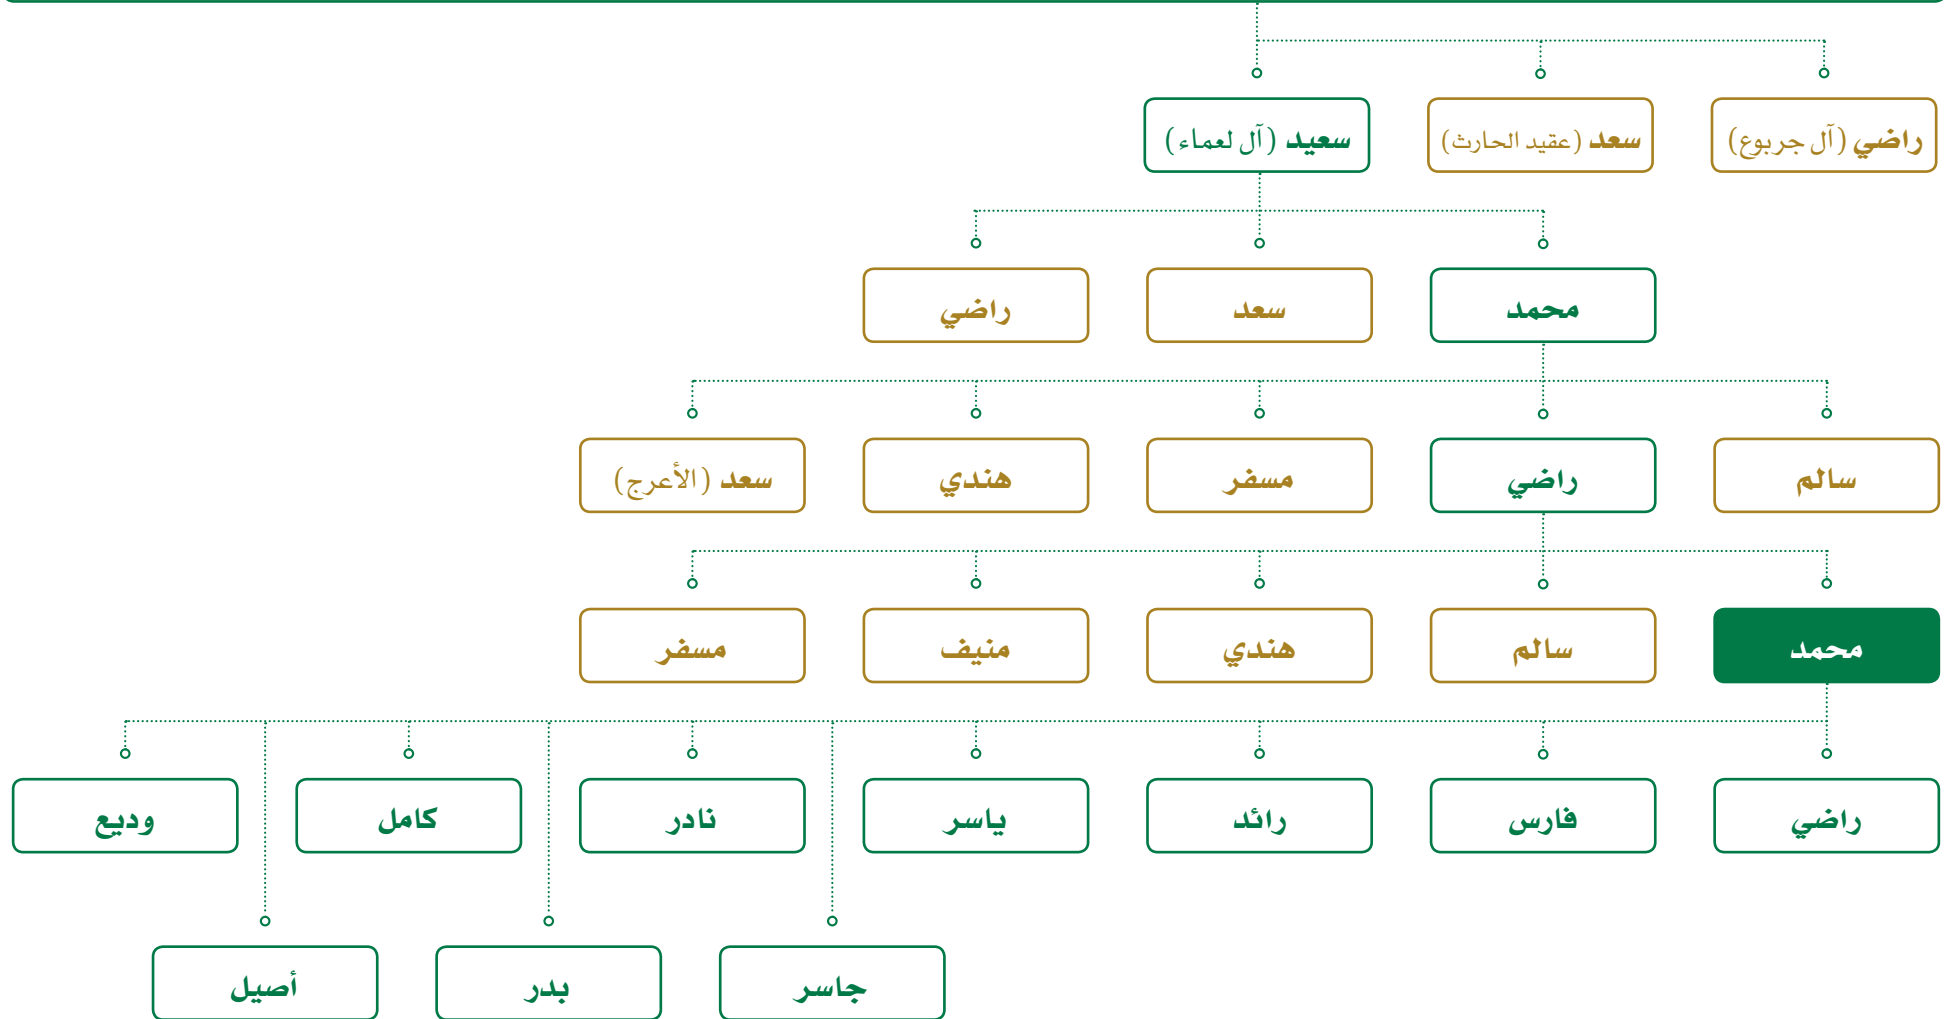 راضي (آل جربوع)
سعد (عقيد الحارث)
سعيد (آل لعماء)
محمد
سعد
راضي
سالم
راضي
مسفر
هندي
سعد (الأعرج)
محمد
سالم
هندي
منيف
مسفر
راضي
فارس
رائد
ياسر
نادر
كامل
وديع
جاسر
بدر
أصيل